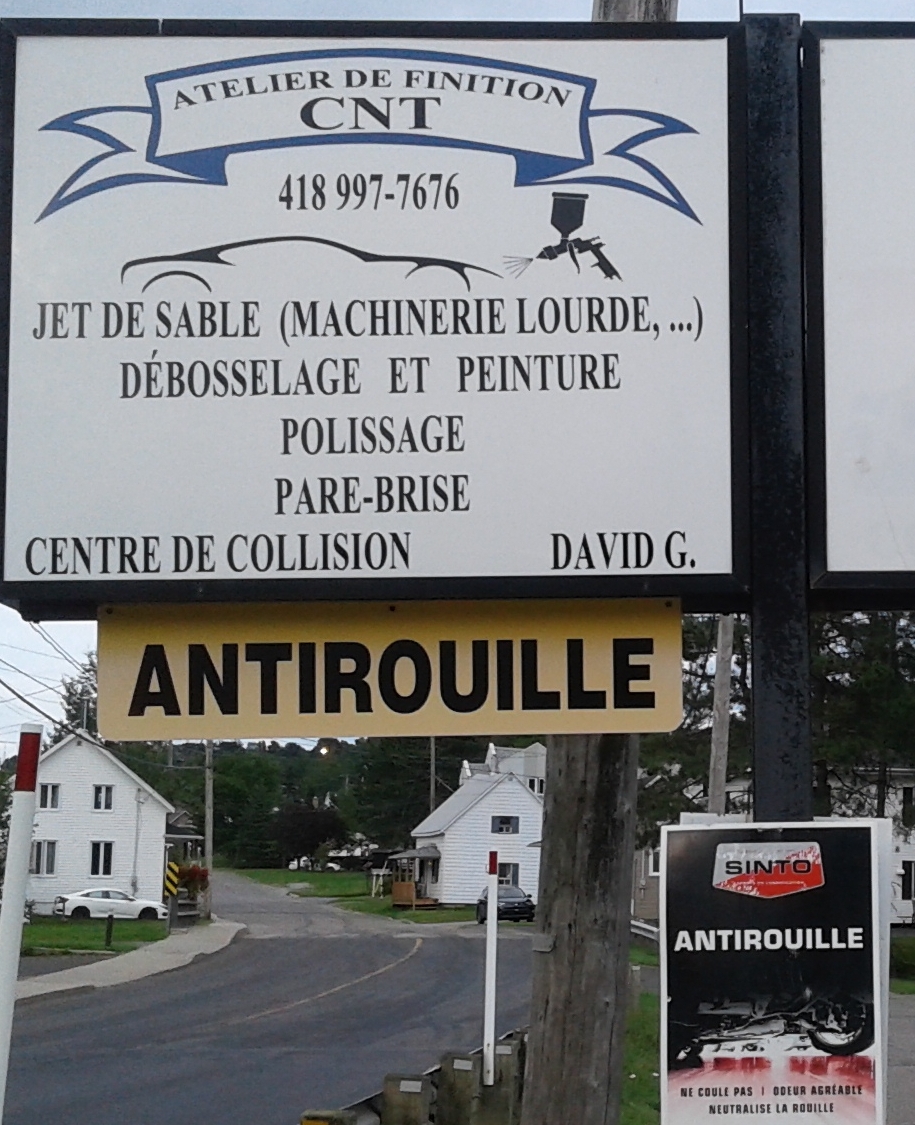 ATELIER DE FINITION
CNT
418 997-7676
JET DE SABLE (MACHINERIE LOURDE, ...)
DÉBOSSELAGE ET PEINTURE
POLISSAGE
PARE-BRISE
CENTRE DE COLLISION DAVID G.
ANTIROUILLE
SINTO
ANTIROUILLE
NE COULE PAS | ODEUR AGRÉABLE
NEUTRALISE LA ROUILLE